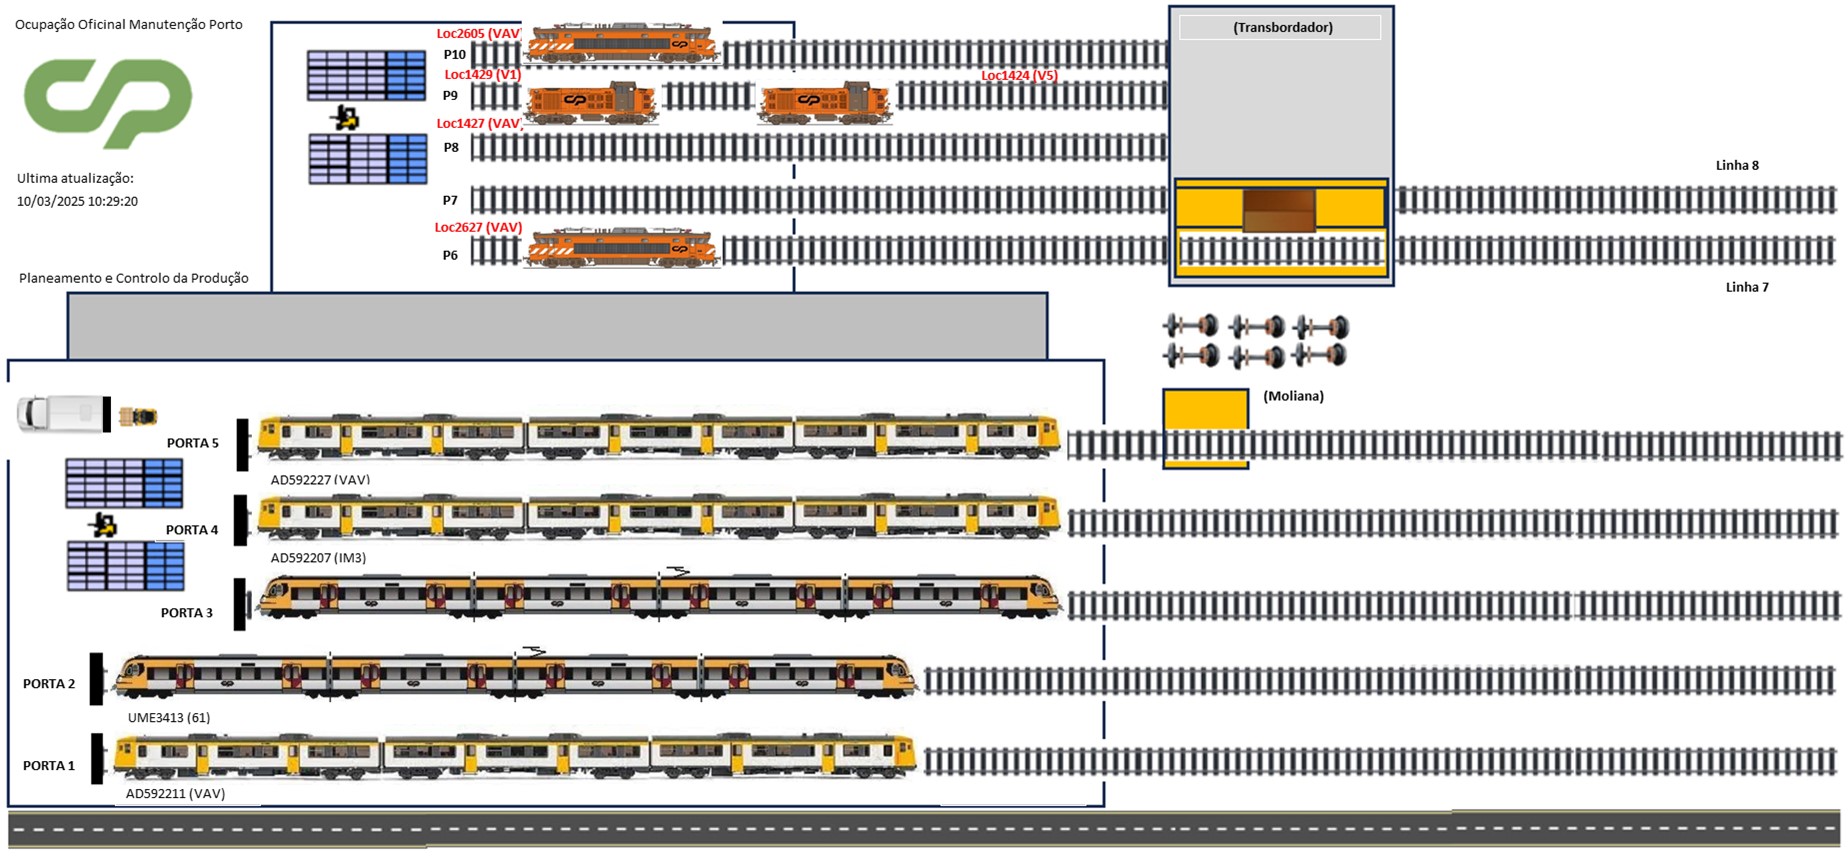 Ocupação Oficinal Manutenção Porto
Loc2605 (VAV)
P10
(Transbordador)
Loc1429 (V1)
Loc1424 (V5)
P9
Loc1427 (VAV)
P8
Ultima atualização:
10/03/2025 10:29:20
Linha 8
P7
Loc2627 (VAV)
P6
Planeamento e Controlo da Produção
Linha 7
(Moliana)
PORTA 5
AD592227 (VAV)
PORTA 4
AD592207 (IM3)
PORTA 3
PORTA 2
UME3413 (61)
PORTA 1
AD592211 (VAV)